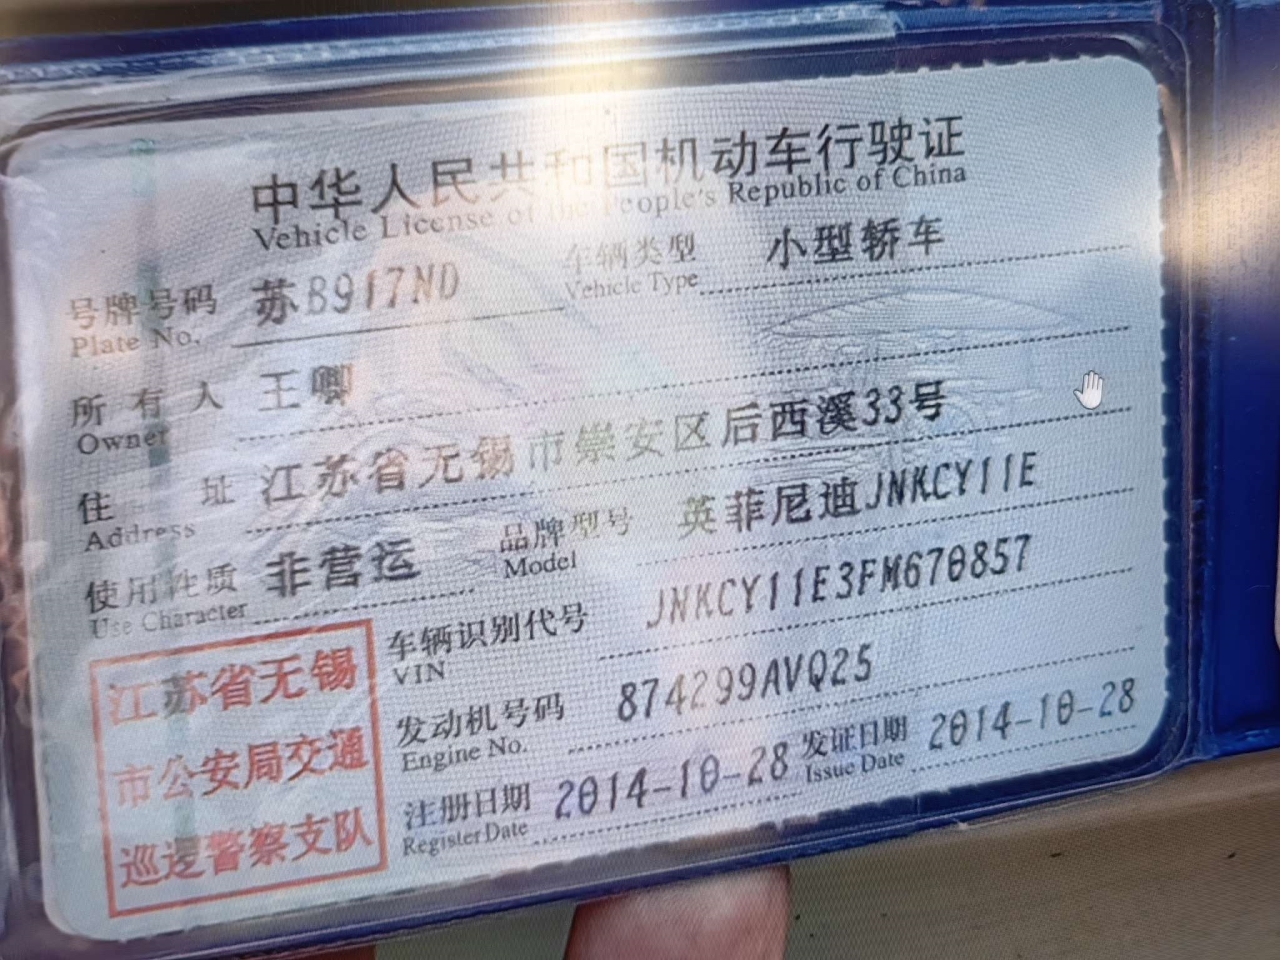 中华人民共和国机动车行驶证
Vehicle License of the People's Republic of China
号牌号码 苏B917ND 车辆类型 小型轿车
Plate No. Vehicle Type
所有人 王唧
Owner
住址 江苏省无锡市崇安区后西溪33号
Address
使用性质 非营运 品牌型号 英菲尼迪JNKCY11E
Use Character Model
车辆识别代号 JNKCY11E3FM670857
VIN
发动机号码 874299AVQ25
Engine No.
注册日期 2014-10-28 发证日期 2014-10-28
Register Date Issue Date
江苏省无锡
市公安局交通
巡逻警察支队